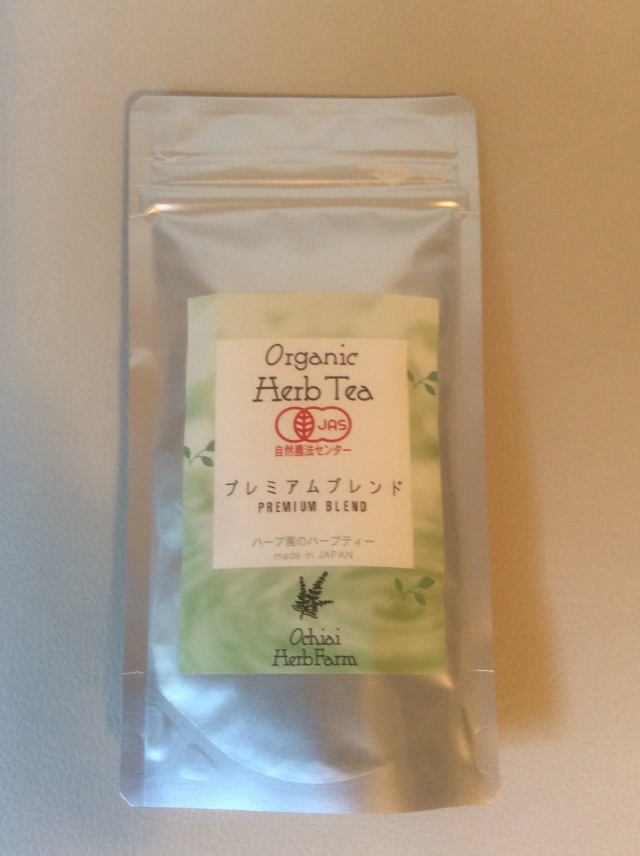 Organic
Herb Tea
JAS
自然農法センター
プレミアムブレンド
PREMIUM BLEND
ハーブ園のハーブティー
made in JAPAN
Ochiai
Herb Farm